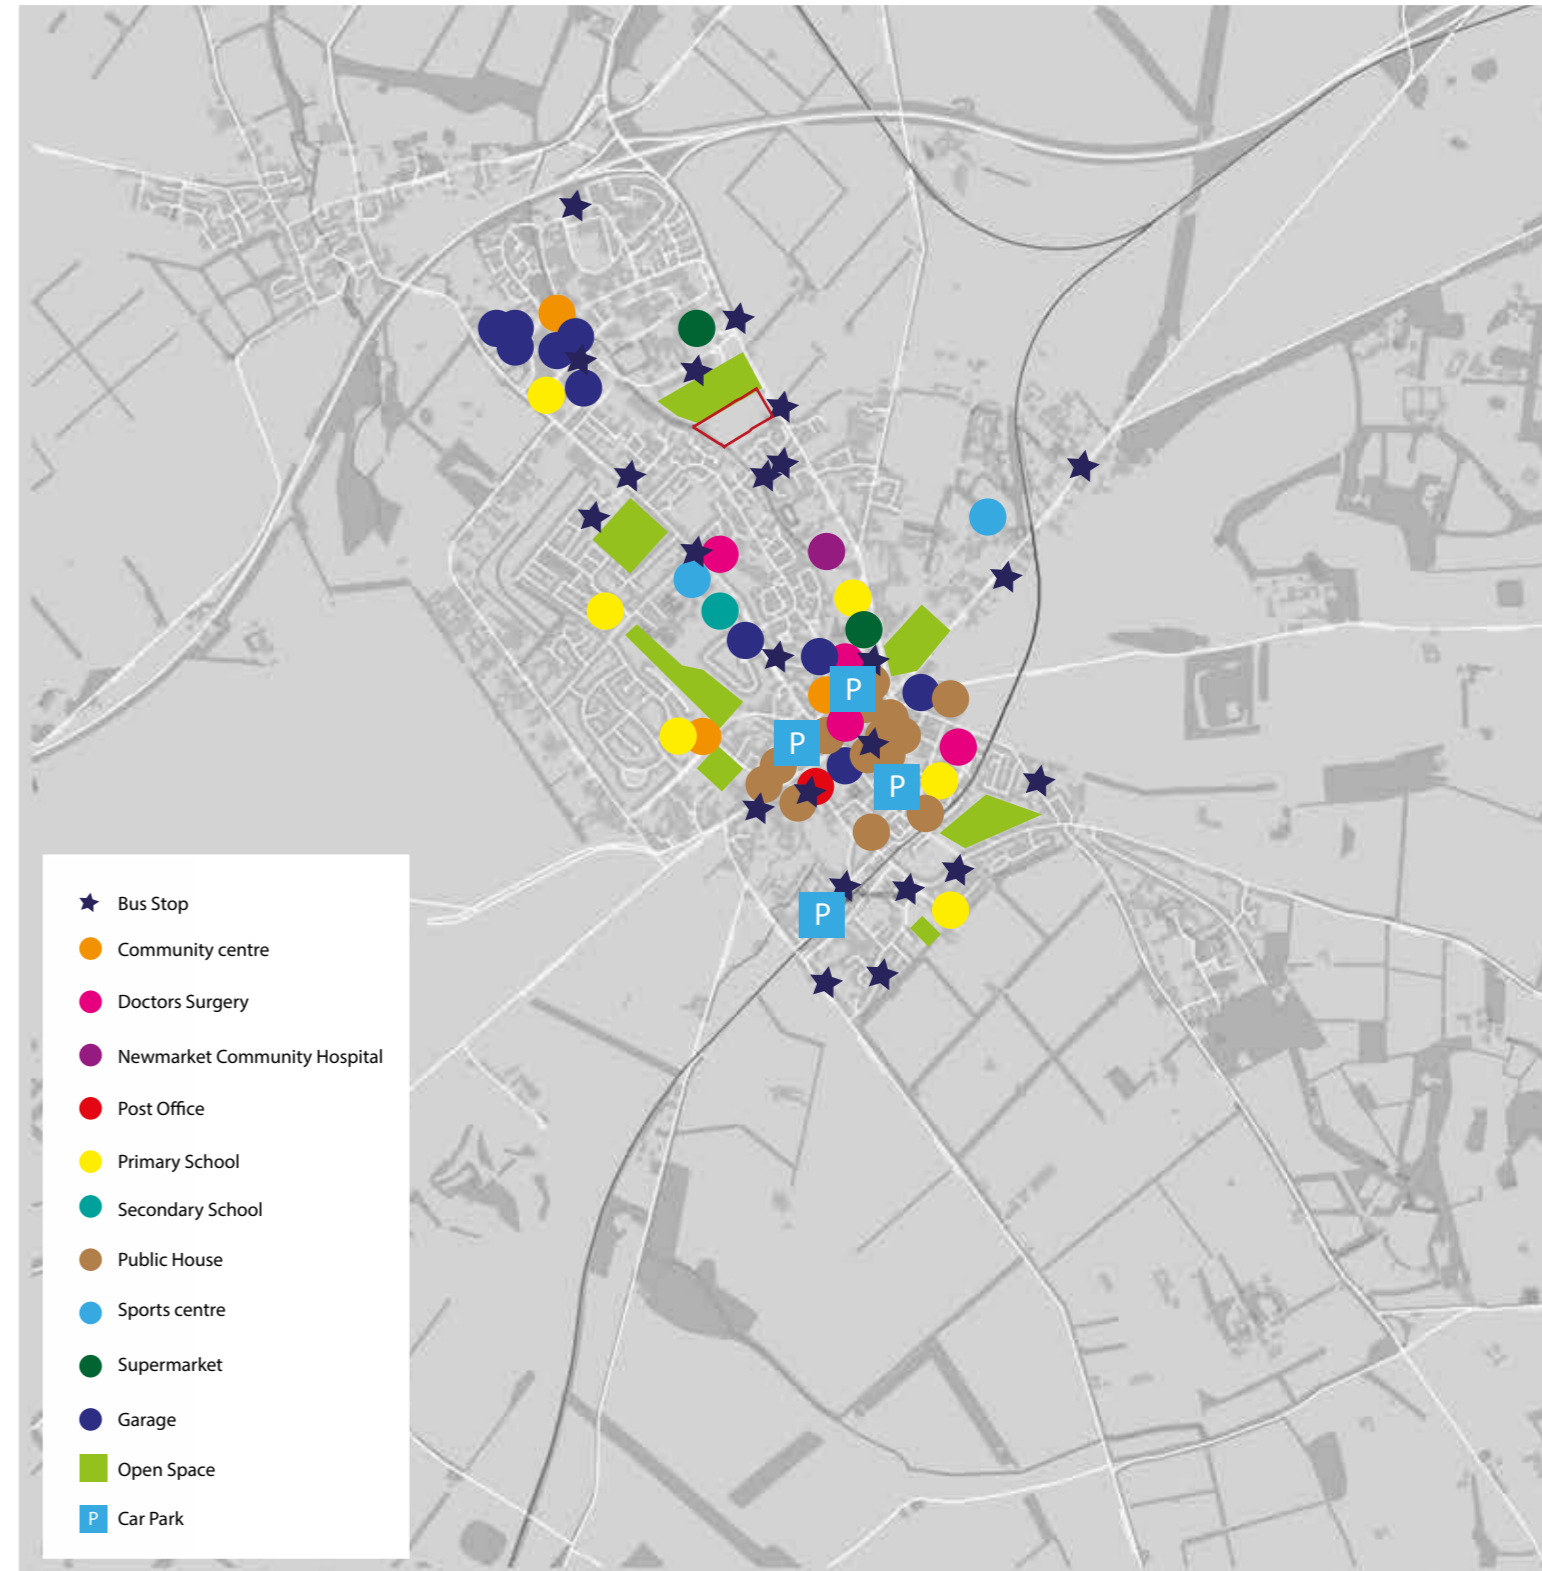 P
P
P
P
Bus Stop
Community centre
Doctors Surgery
Newmarket Community Hospital
Post Office
Primary School
Secondary School
Public House
Sports centre
Supermarket
Garage
Open Space
P Car Park